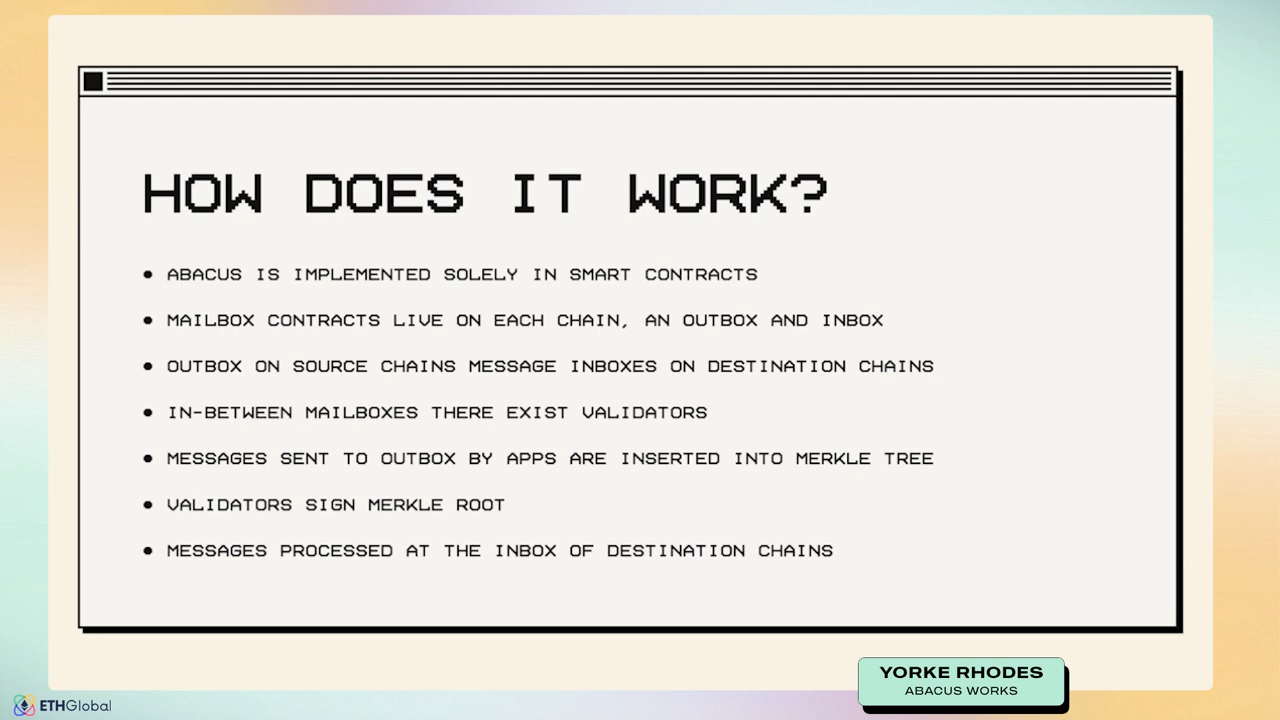 HOW DOES IT WORK?
• ABACUS IS IMPLEMENTED SOLELY IN SMART CONTRACTS
• MAILBOX CONTRACTS LIVE ON EACH CHAIN, AN OUTBOX AND INBOX
• OUTBOX ON SOURCE CHAINS MESSAGE INBOXES ON DESTINATION CHAINS
• IN-BETWEEN MAILBOXES THERE EXIST VALIDATORS
• MESSAGES SENT TO OUTBOX BY APPS ARE INSERTED INTO MERKLE TREE
• VALIDATORS SIGN MERKLE ROOT
• MESSAGES PROCESSED AT THE INBOX OF DESTINATION CHAINS
YORKE RHODES
ABACUS WORKS
ETHGlobal